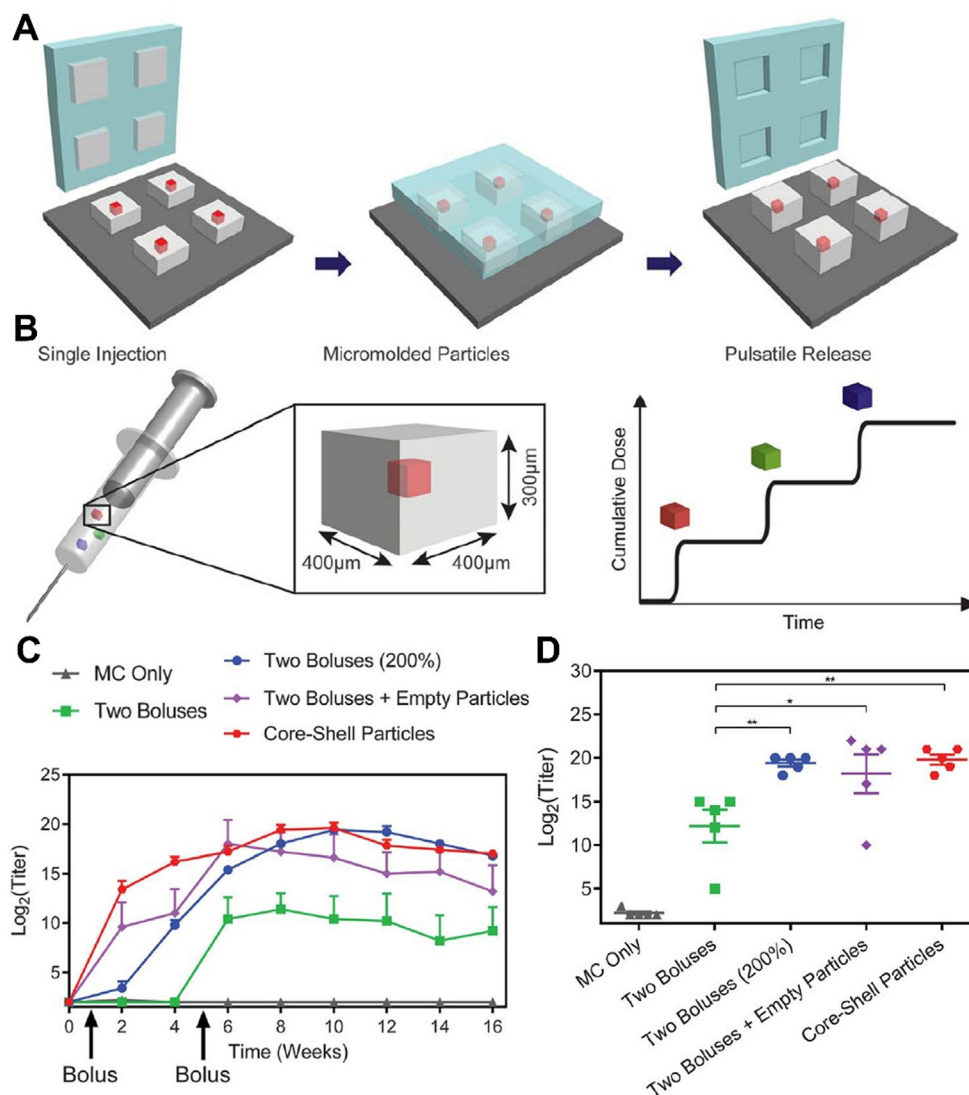 A
B
Single Injection
Micromolded Particles
Pulsatile Release
300μm
400μm
400μm
Cumulative Dose
Time
C
MC Only
Two Boluses
Two Boluses (200%)
Two Boluses + Empty Particles
Core-Shell Particles
Log2(Titer)
25
20
15
10
5
0 2 4 6 8 10 12 14 16
Time (Weeks)
Bolus
Bolus
D
Log2(Titer)
30
25
20
15
10
5
**
*
**
MC Only
Two Boluses
Two Boluses (200%)
Two Boluses + Empty Particles
Core-Shell Particles